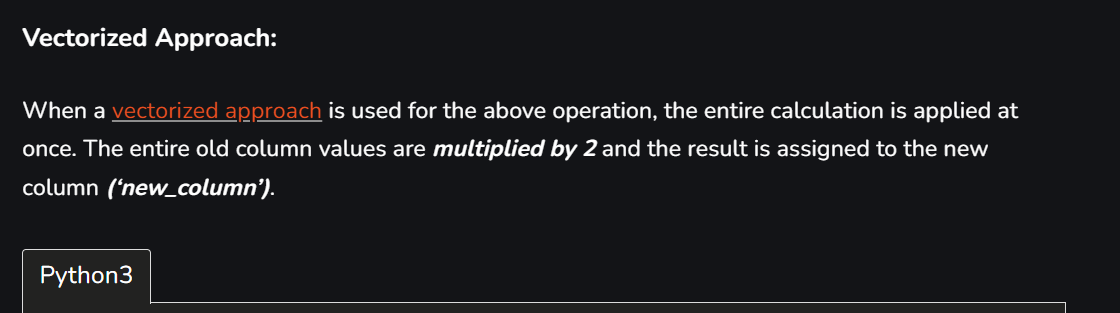 Vectorized Approach:
When a vectorized approach is used for the above operation, the entire calculation is applied at
once. The entire old column values are multiplied by 2 and the result is assigned to the new
column (‘new_column’).
Python3